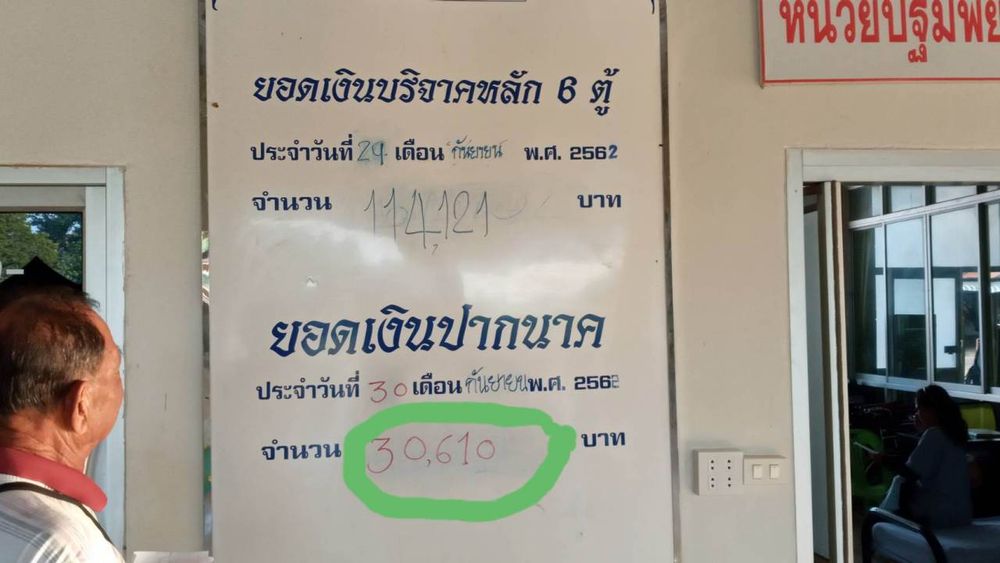 หน่วยปฐมพย
ยอดเงินบริจาคหลัก 6 ตู้
ประจำวันที่ 29 เดือน กันยายน พ.ศ. 2562
จำนวน 114,121 บาท
ยอดเงินปากนาค
ประจำวันที่ 30 เดือน กันยายน พ.ศ. 2562
จำนวน 30,610 บาท